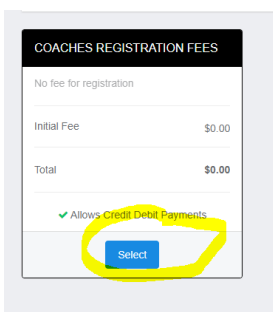 COACHES REGISTRATION FEES
No fee for registration
Initial Fee $0.00
Total $0.00
✔ Allows Credit Debit Payments
Select